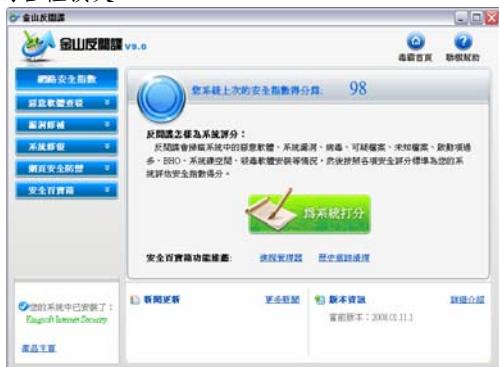 金山反間諜
金山反間諜 V9.0
毒霸首頁 聯機幫助
網路安全指數
惡意軟體查殺
漏洞修補
系統修復
網頁安全防禦
安全百寶箱
您系統上次的安全指數得分為: 98
反間諜怎樣為系統評分:
反間諜會掃瞄系統中的惡意軟體、系統漏洞、病毒、可疑檔案、未知檔案、啟動項過
多、BHO、系統磁碟空間、殺毒軟體安裝等情況,然後按照各項安全評分標準為您的系
統評估安全指數得分。
為系統打分
安全百寶箱功能推薦: 進程管理器 歷史痕跡清理
您的系統中已安裝了:
Kingsoft Internet Security
產品主頁
新聞更新 更多新聞
版本資訊 詳細介紹
當前版本:2008.01.11.1